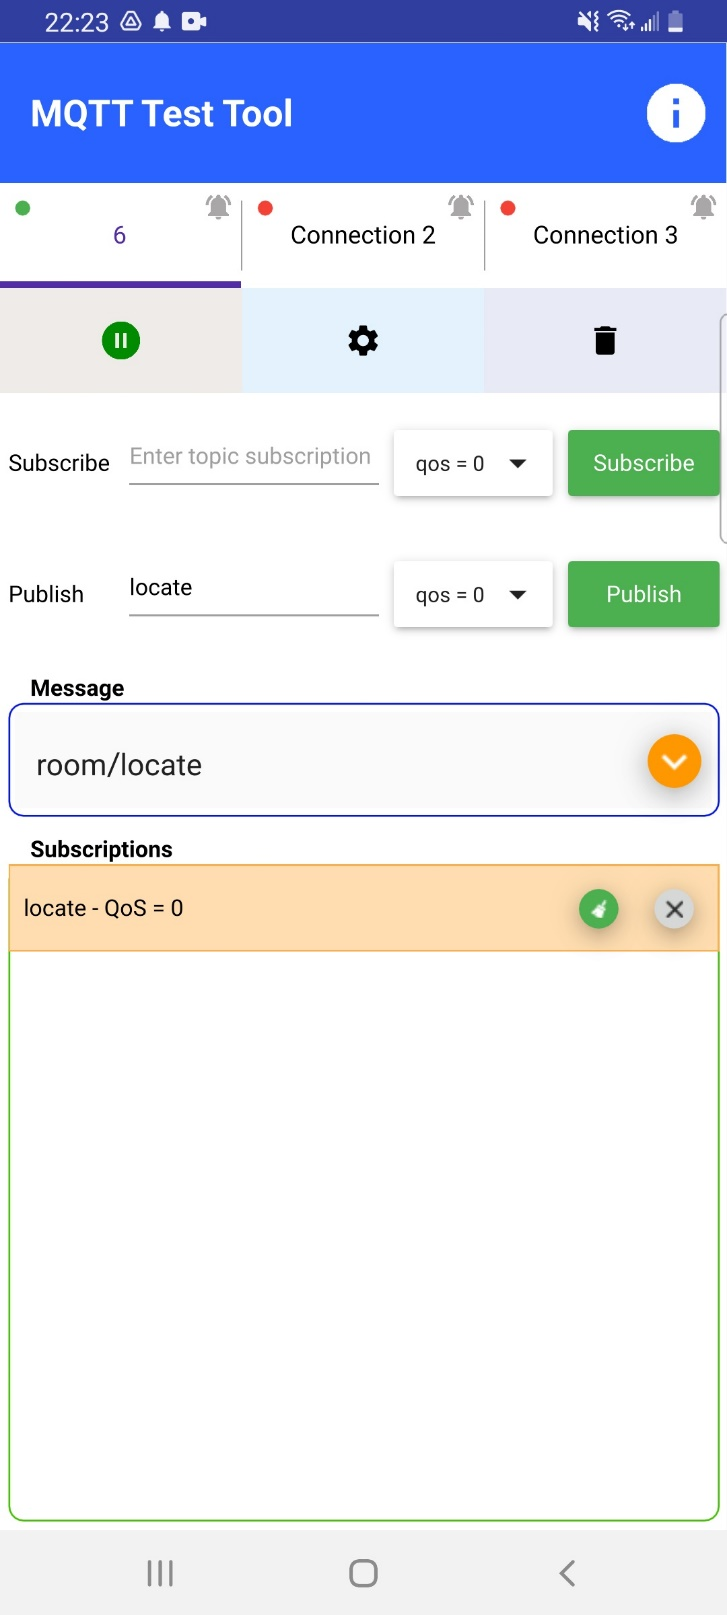 22:23
MQTT Test Tool
6
Connection 2
Connection 3
Subscribe Enter topic subscription qos = 0 Subscribe
Publish locate qos = 0 Publish
Message
room/locate
Subscriptions
locate - QoS = 0